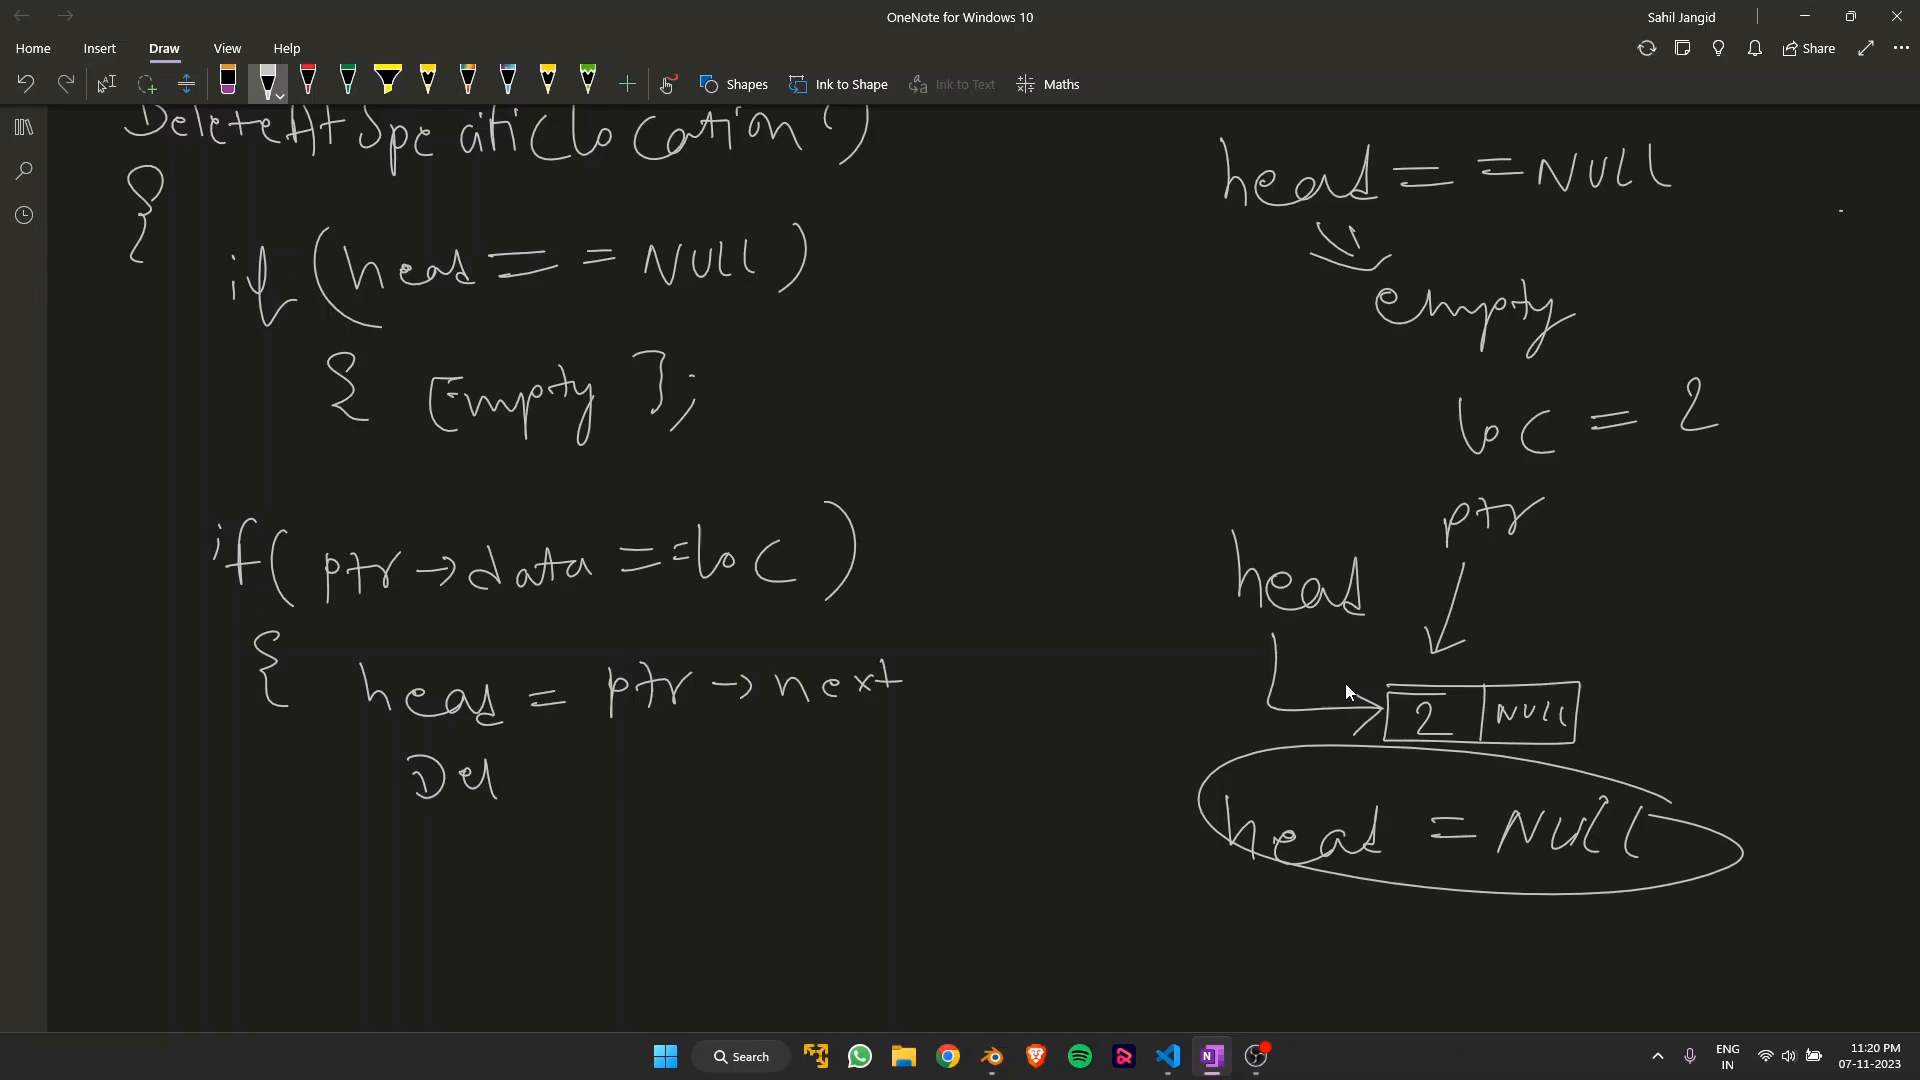 OneNote for Windows 10
Sahil Jangid
Home Insert Draw View Help
Share
Shapes
Ink to Shape
Ink to Text
Maths
DeleteAtSpecificlocation()
{
if (head == = NULL)
{ [Empty ];
if( ptr → data == loc )
{ head = ptr → next
Del
head == NULL
empty
loc = 2
ptr
head
2 NULL
head = NULL
Search
ENG
IN
11:20 PM
07-11-2023